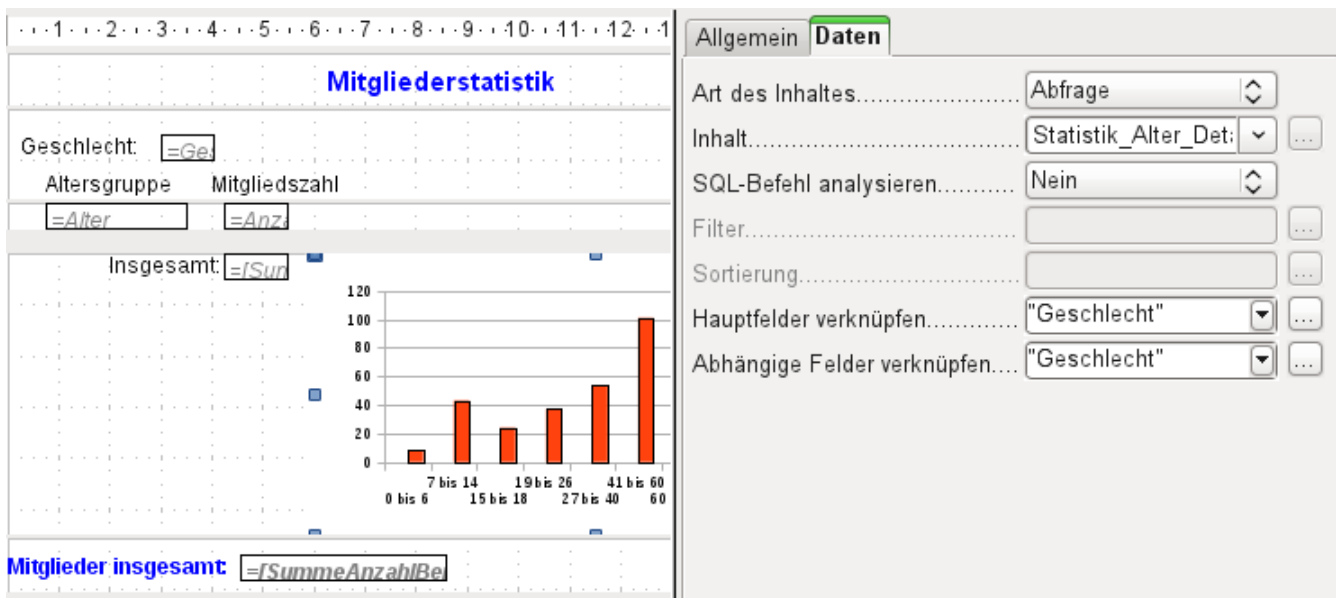 1 2 3 4 5 6 7 8 9 10 11 12 1
Mitgliederstatistik
Geschlecht: =Ges
Altersgruppe Mitgliedszahl
=Alter =Anza
Insgesamt: =[Sun
120
100
80
60
40
20
0
7 bis 14 19 bis 26 41 bis 60
0 bis 6 15 bis 18 27 bis 40 60
Mitglieder insgesamt: =[SummeAnzahlBe
Allgemein Daten
Art des Inhaltes....................... Abfrage
Inhalt....................................... Statistik_Alter_Det ...
SQL-Befehl analysieren........... Nein
Filter........................................ ...
Sortierung................................ ...
Hauptfelder verknüpfen............. "Geschlecht" ...
Abhängige Felder verknüpfen.... "Geschlecht" ...